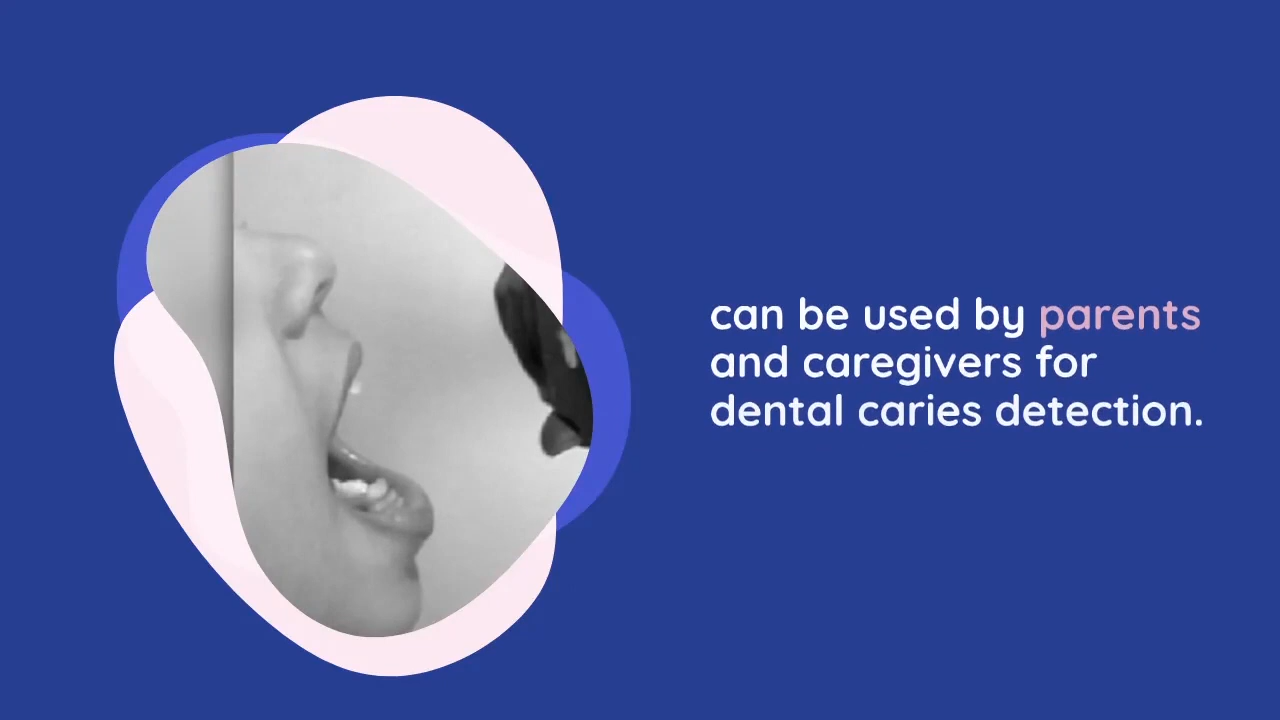 can be used by parents
and caregivers for
dental caries detection.